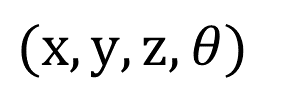 (x, y, z, θ)